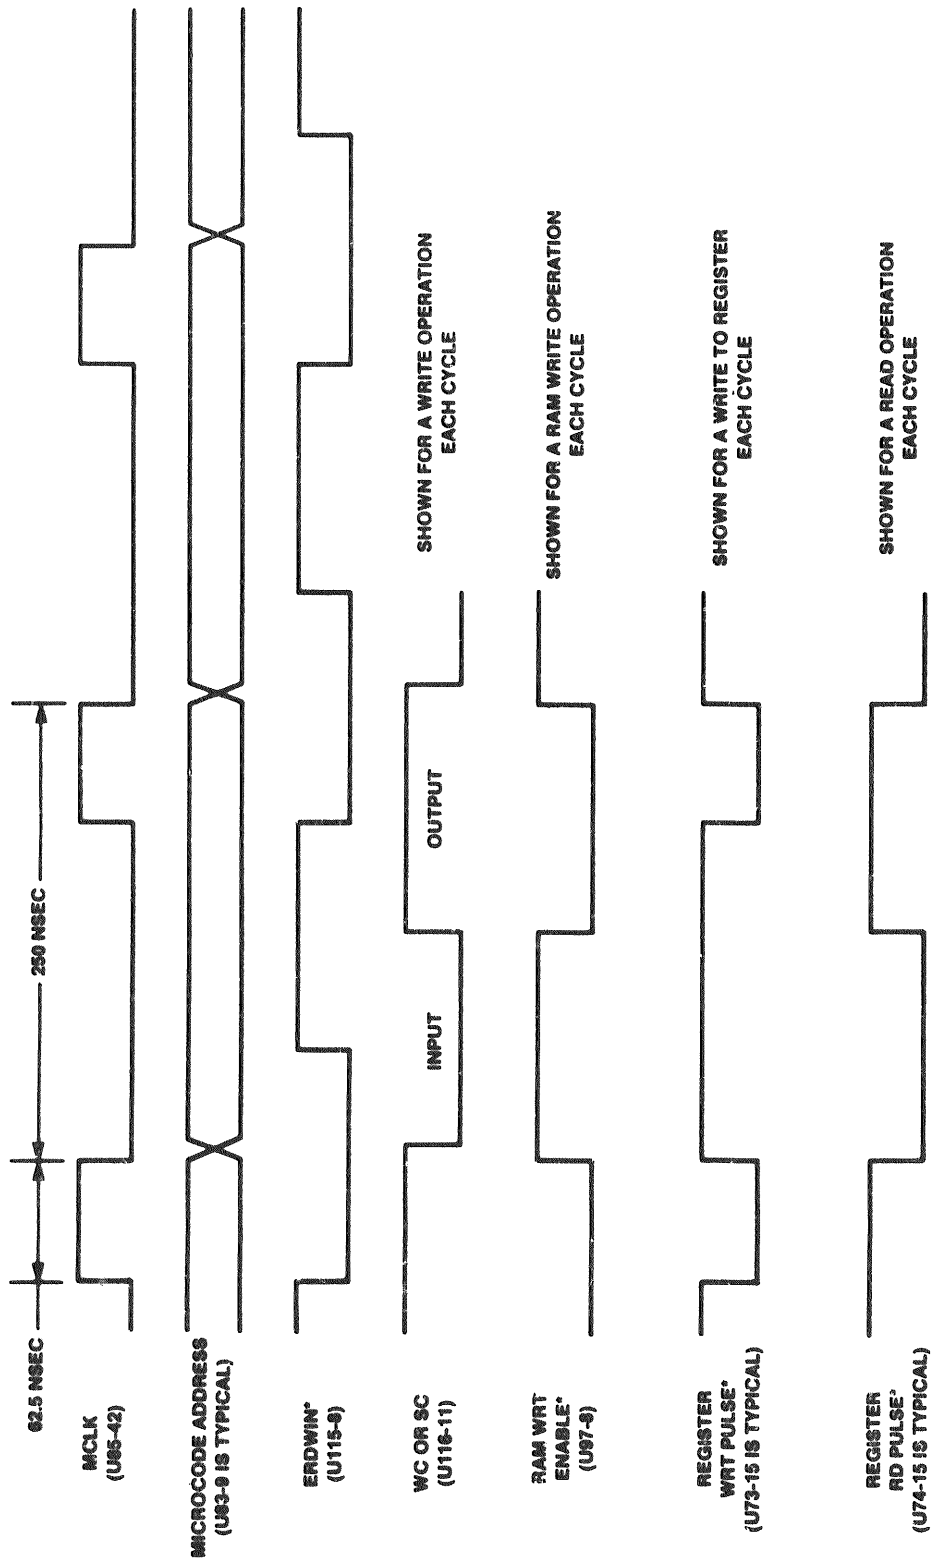 62.5 NSEC
250 NSEC
MCLK
(U85-42)
MICROCODE ADDRESS
(U83-9 IS TYPICAL)
ERDWIN*
(U115-8)
WC OR SC
(U116-11)
INPUT
OUTPUT
SHOWN FOR A WRITE OPERATION
EACH CYCLE
RAM WRT
ENABLE*
(U97-8)
SHOWN FOR A RAM WRITE OPERATION
EACH CYCLE
REGISTER
WRT PULSE*
(U73-15 IS TYPICAL)
SHOWN FOR A WRITE TO REGISTER
EACH CYCLE
REGISTER
RD PULSE*
(U74-15 IS TYPICAL)
SHOWN FOR A READ OPERATION
EACH CYCLE